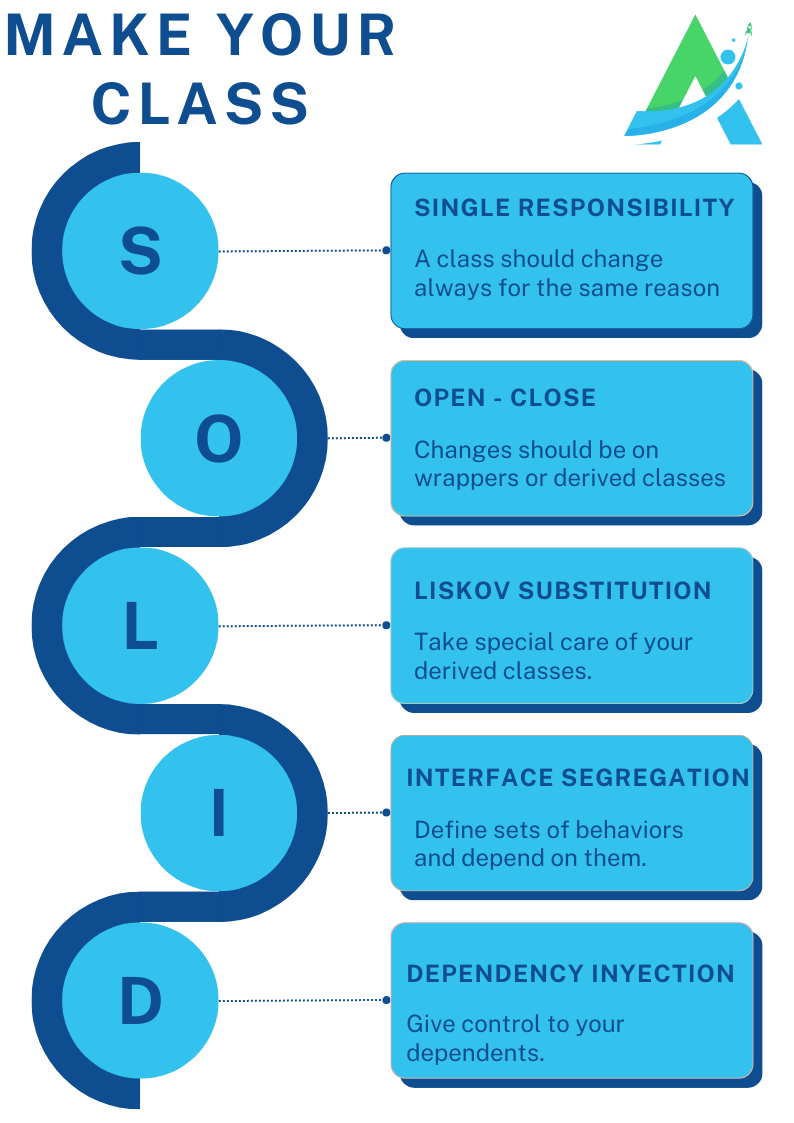 MAKE YOUR
CLASS
S
SINGLE RESPONSIBILITY
A class should change
always for the same reason
O
OPEN - CLOSE
Changes should be on
wrappers or derived classes
L
LISKOV SUBSTITUTION
Take special care of your
derived classes.
I
INTERFACE SEGREGATION
Define sets of behaviors
and depend on them.
D
DEPENDENCY INYECTION
Give control to your
dependents.